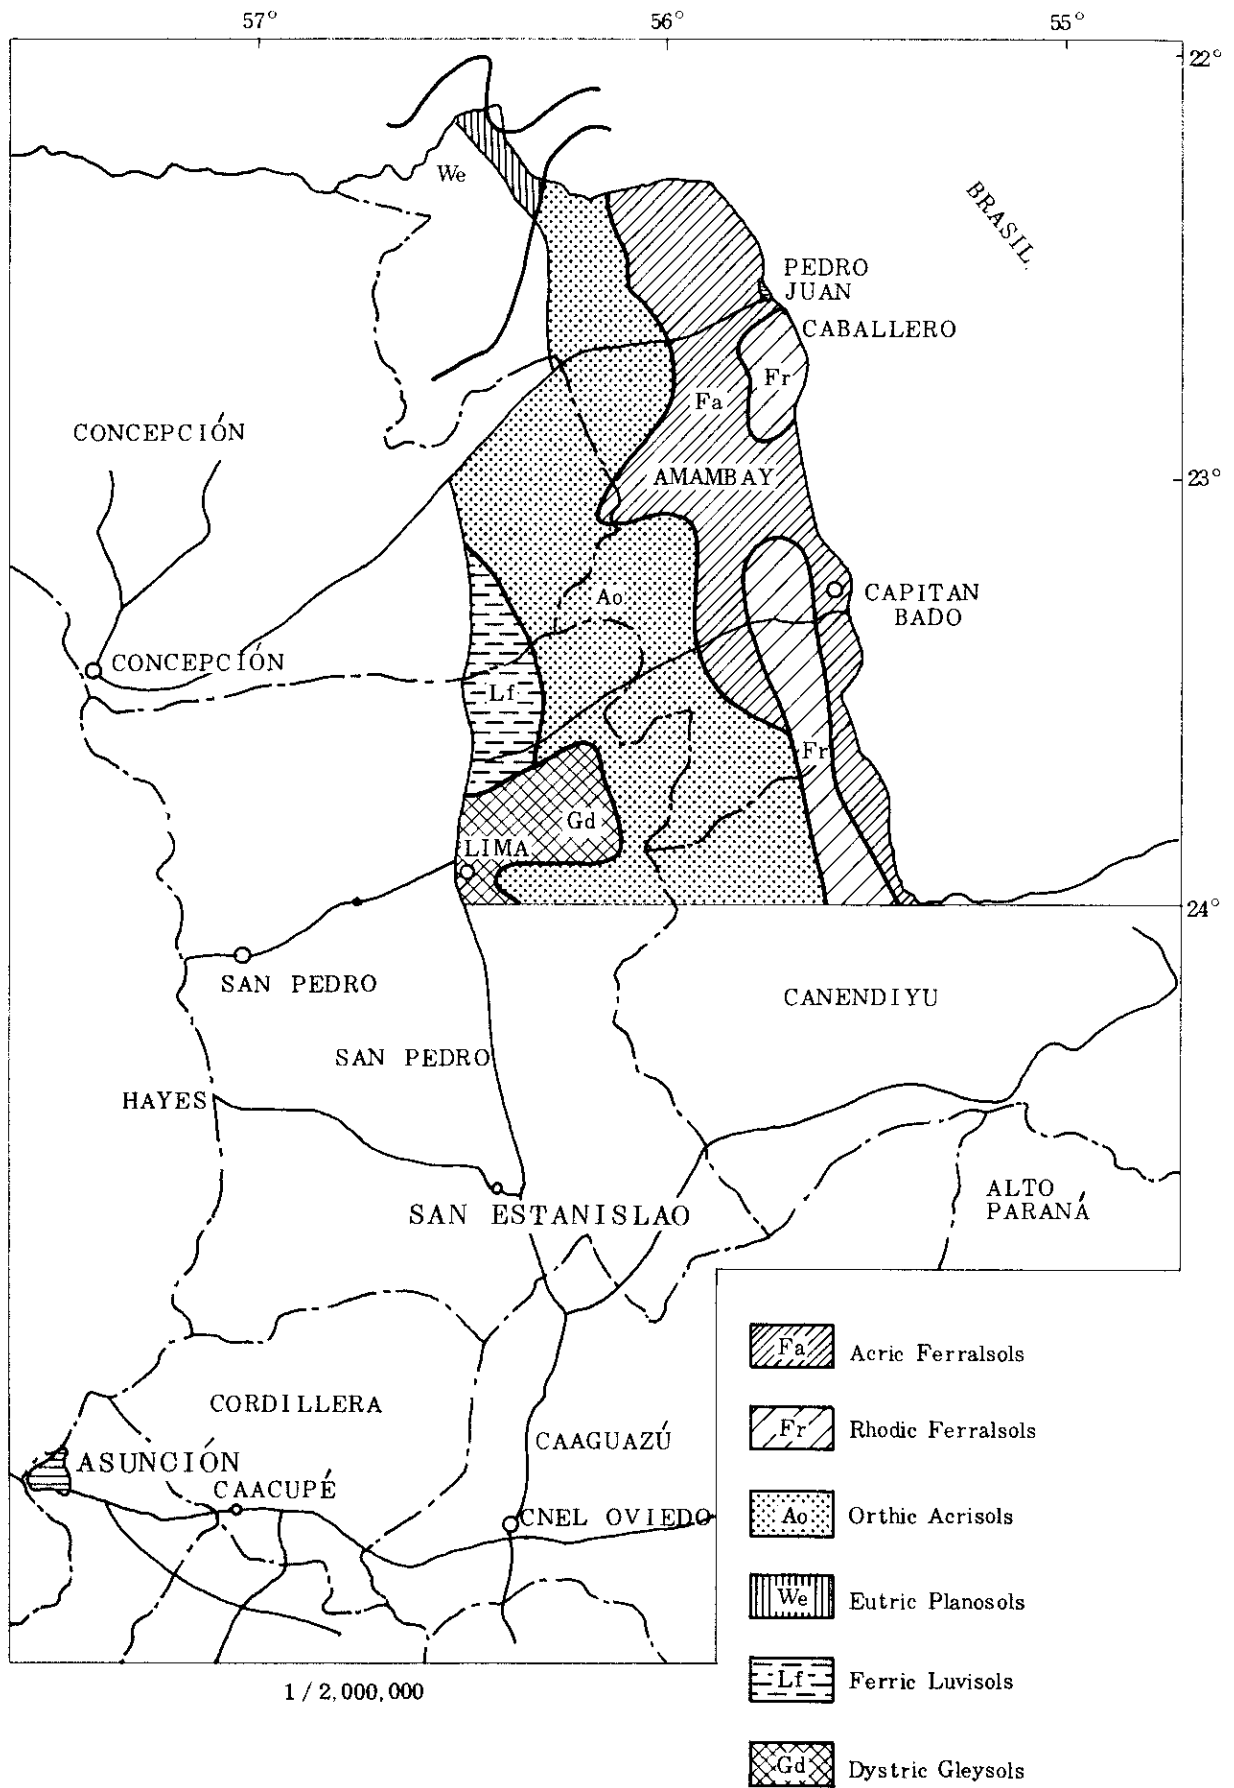 57°
56°
55°
22°
We
BRASIL
PEDRO
JUAN
CABALLERO
Fr
Fa
CONCEPCIÓN
AMAMBAY
23°
Ao
CAPITAN
BADO
CONCEPCIÓN
Lf
Fr
Gd
LIMA
24°
SAN PEDRO
CANENDIYU
SAN PEDRO
HAYES
ALTO
PARANÁ
SAN ESTANISLAO
Fa Acric Ferralsols
CORDILLERA
Fr Rhodic Ferralsols
CAAGUAZÚ
ASUNCIÓN
CAACUPÉ
CNEL OVIEDO
Ao Orthic Acrisols
We Eutric Planosols
Lf Ferric Luvisols
1/2,000,000
Gd Dystric Gleysols